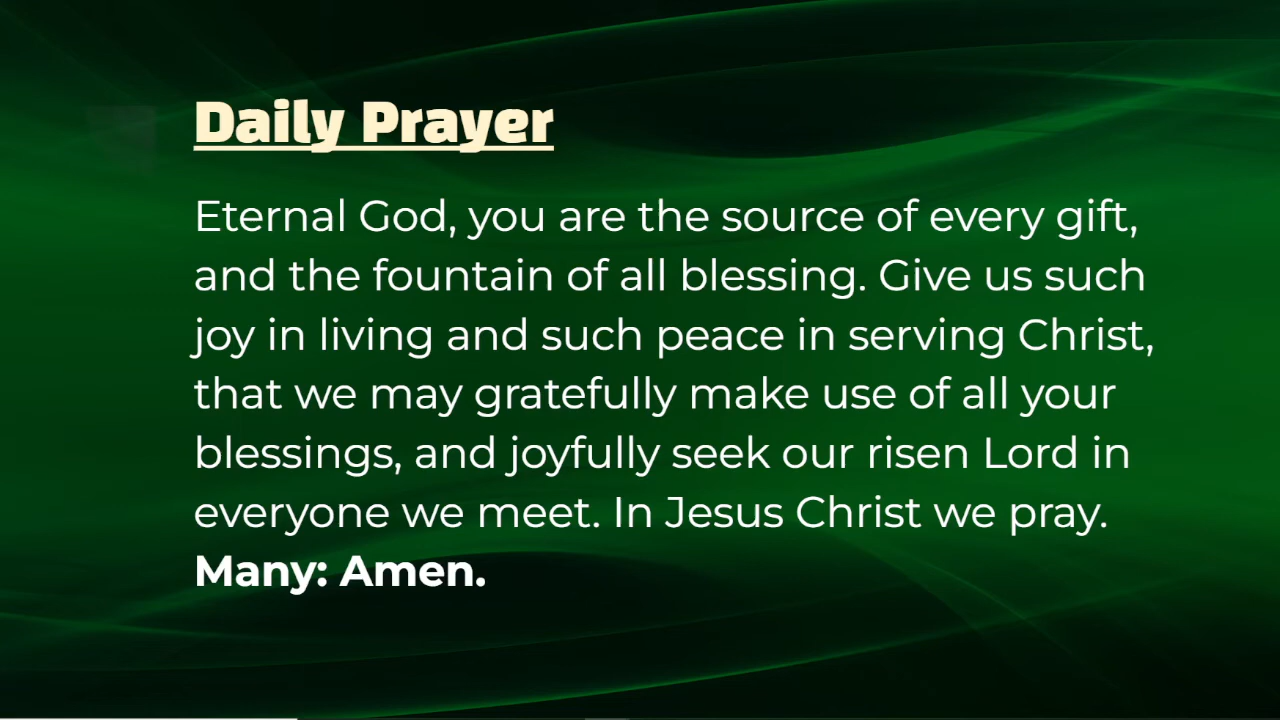 Daily Prayer
Eternal God, you are the source of every gift,
and the fountain of all blessing. Give us such
joy in living and such peace in serving Christ,
that we may gratefully make use of all your
blessings, and joyfully seek our risen Lord in
everyone we meet. In Jesus Christ we pray.
Many: Amen.